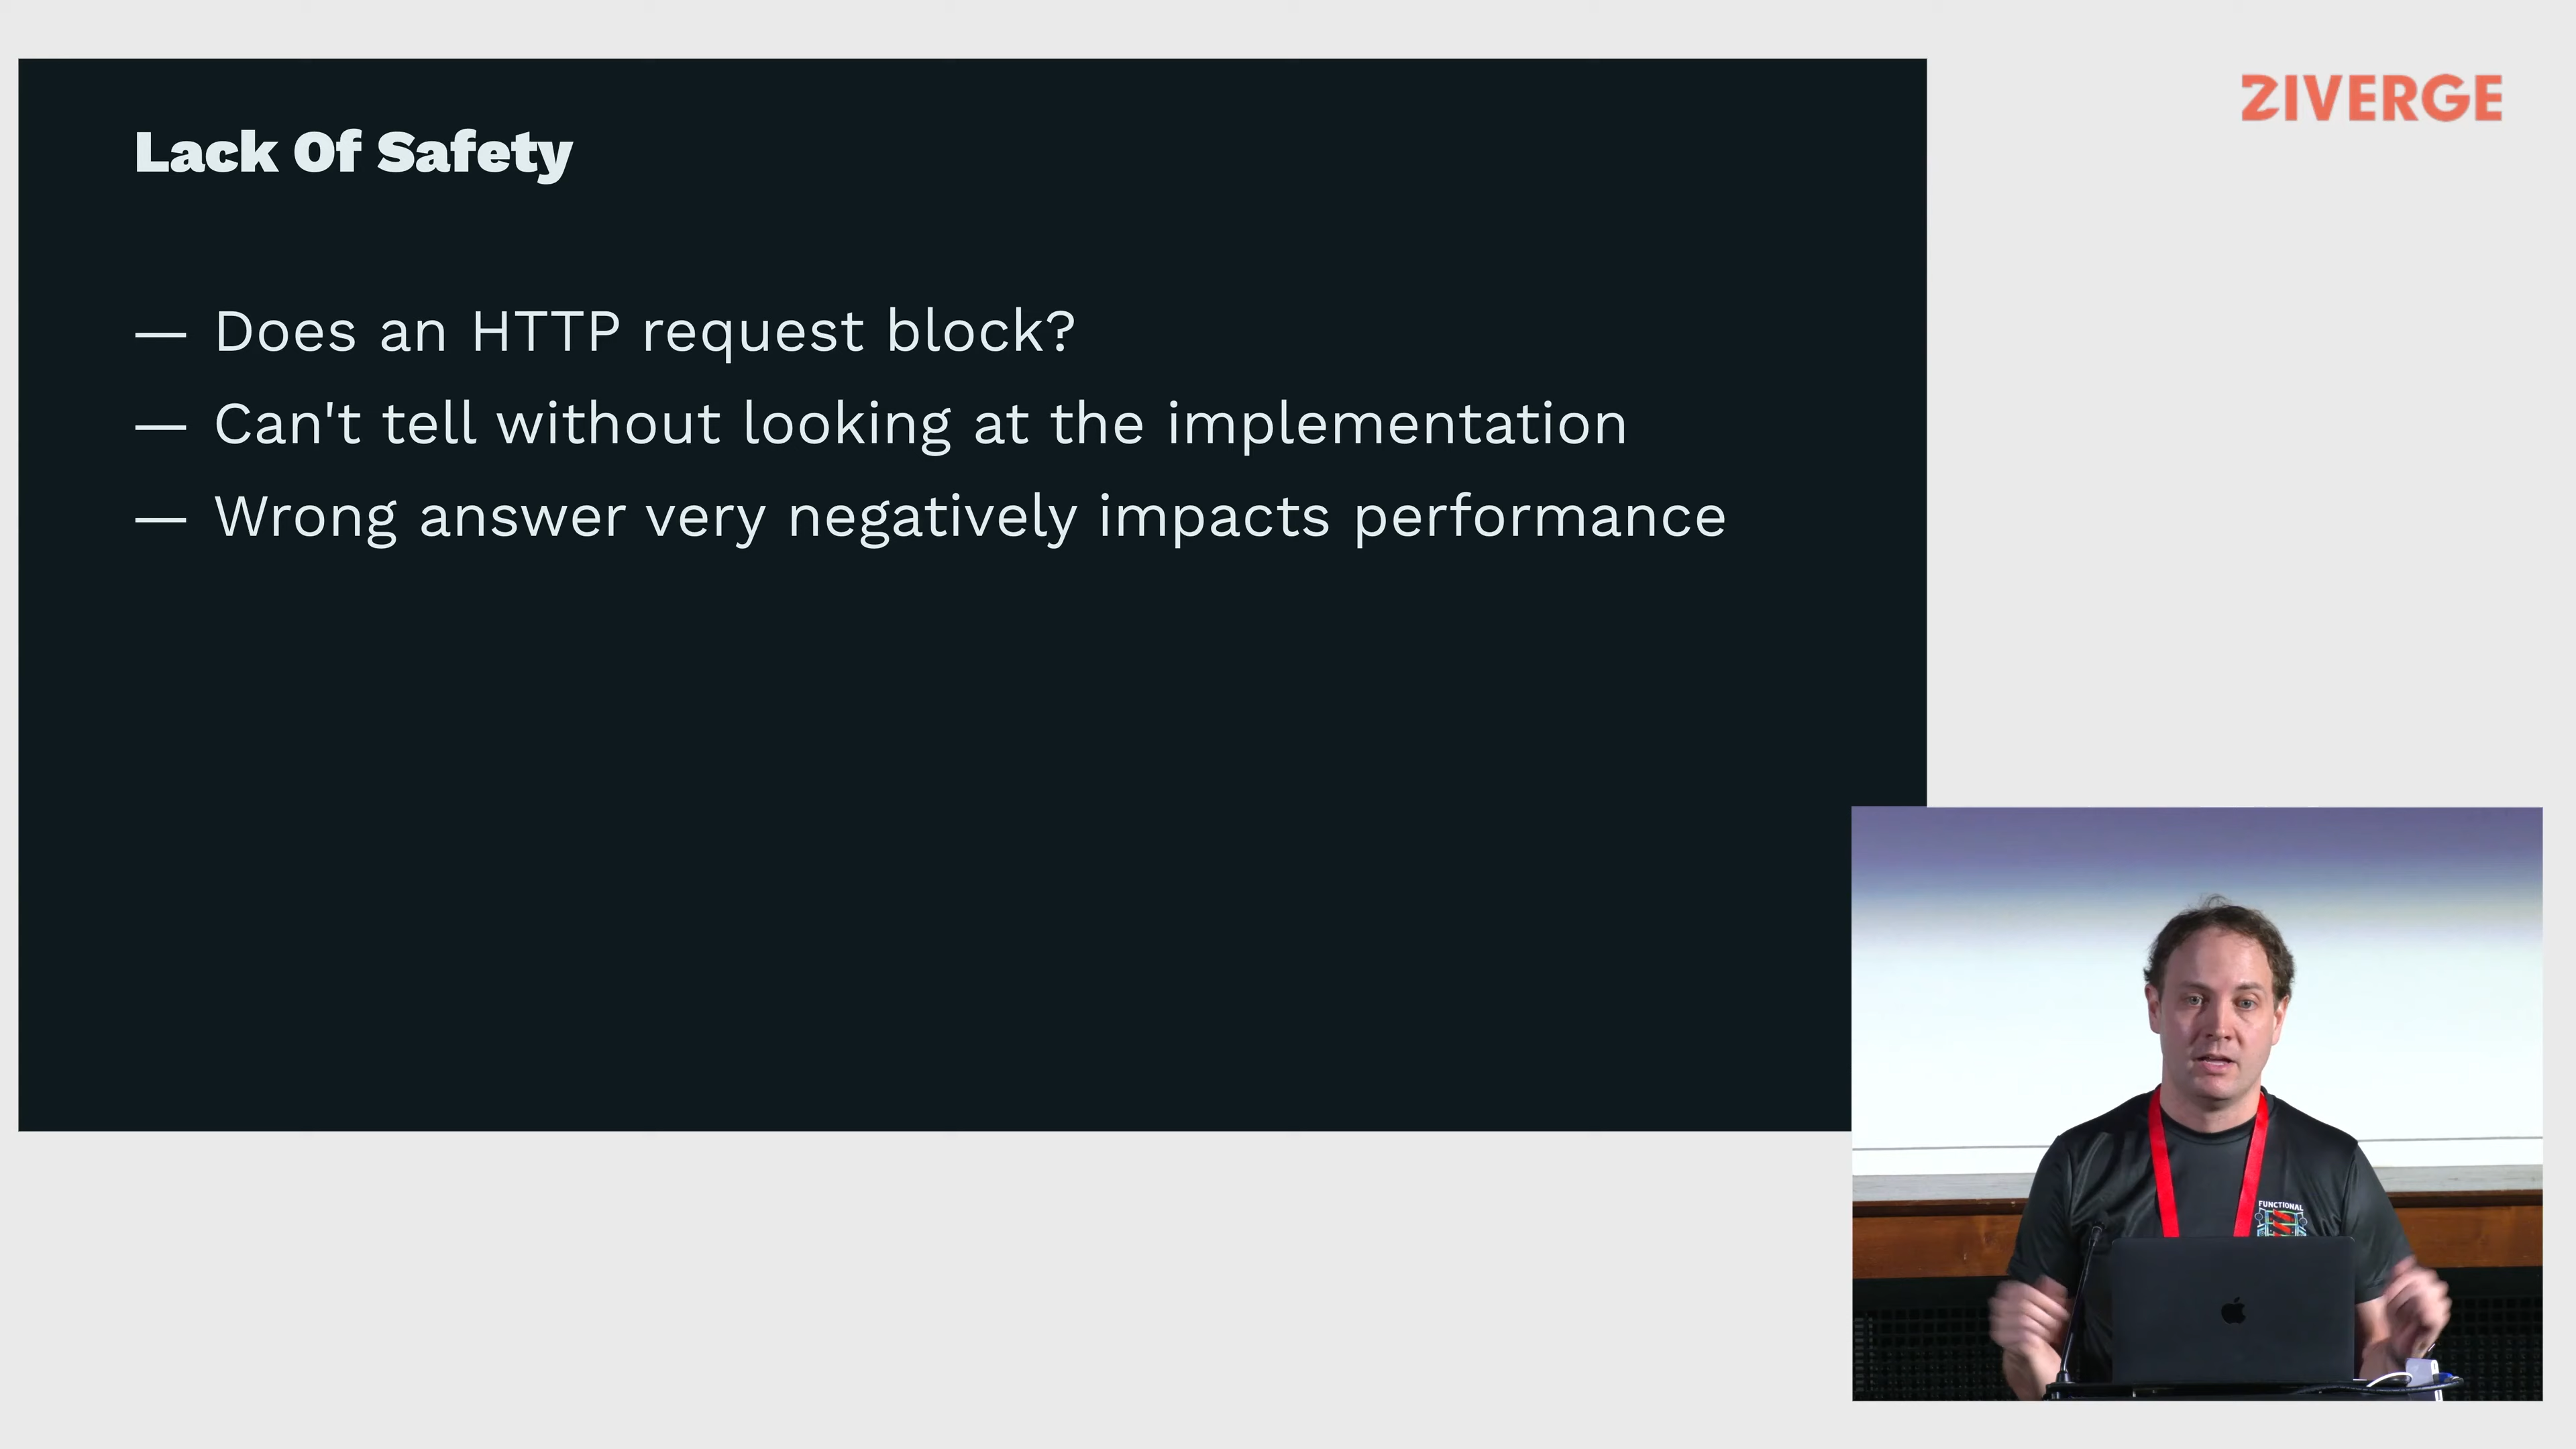 Lack Of Safety
— Does an HTTP request block?
— Can't tell without looking at the implementation
— Wrong answer very negatively impacts performance
ZIVERGE
FUNCTIONAL